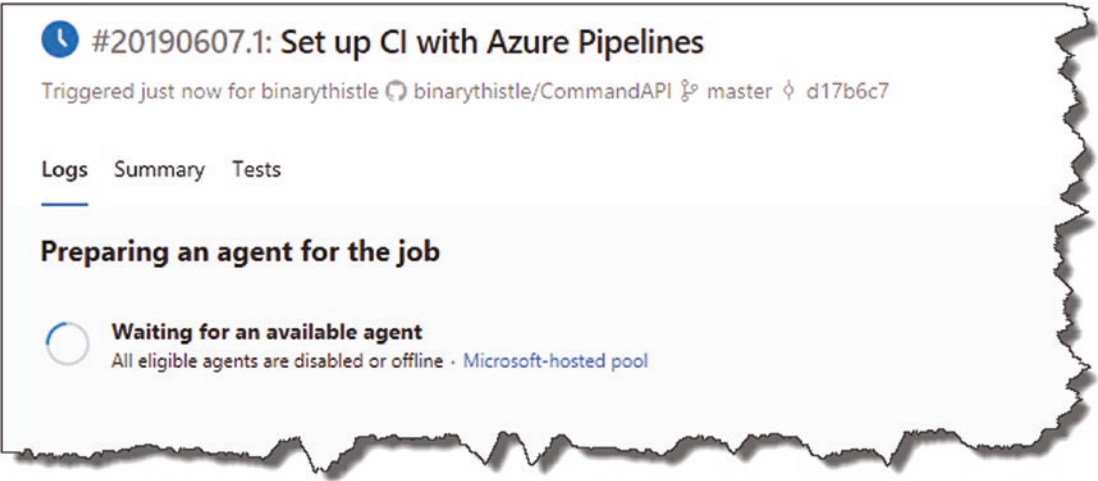 #20190607.1: Set up CI with Azure Pipelines
Triggered just now for binarythistle binarythistle/CommandAPI master d17b6c7
Logs Summary Tests
Preparing an agent for the job
Waiting for an available agent
All eligible agents are disabled or offline · Microsoft-hosted pool